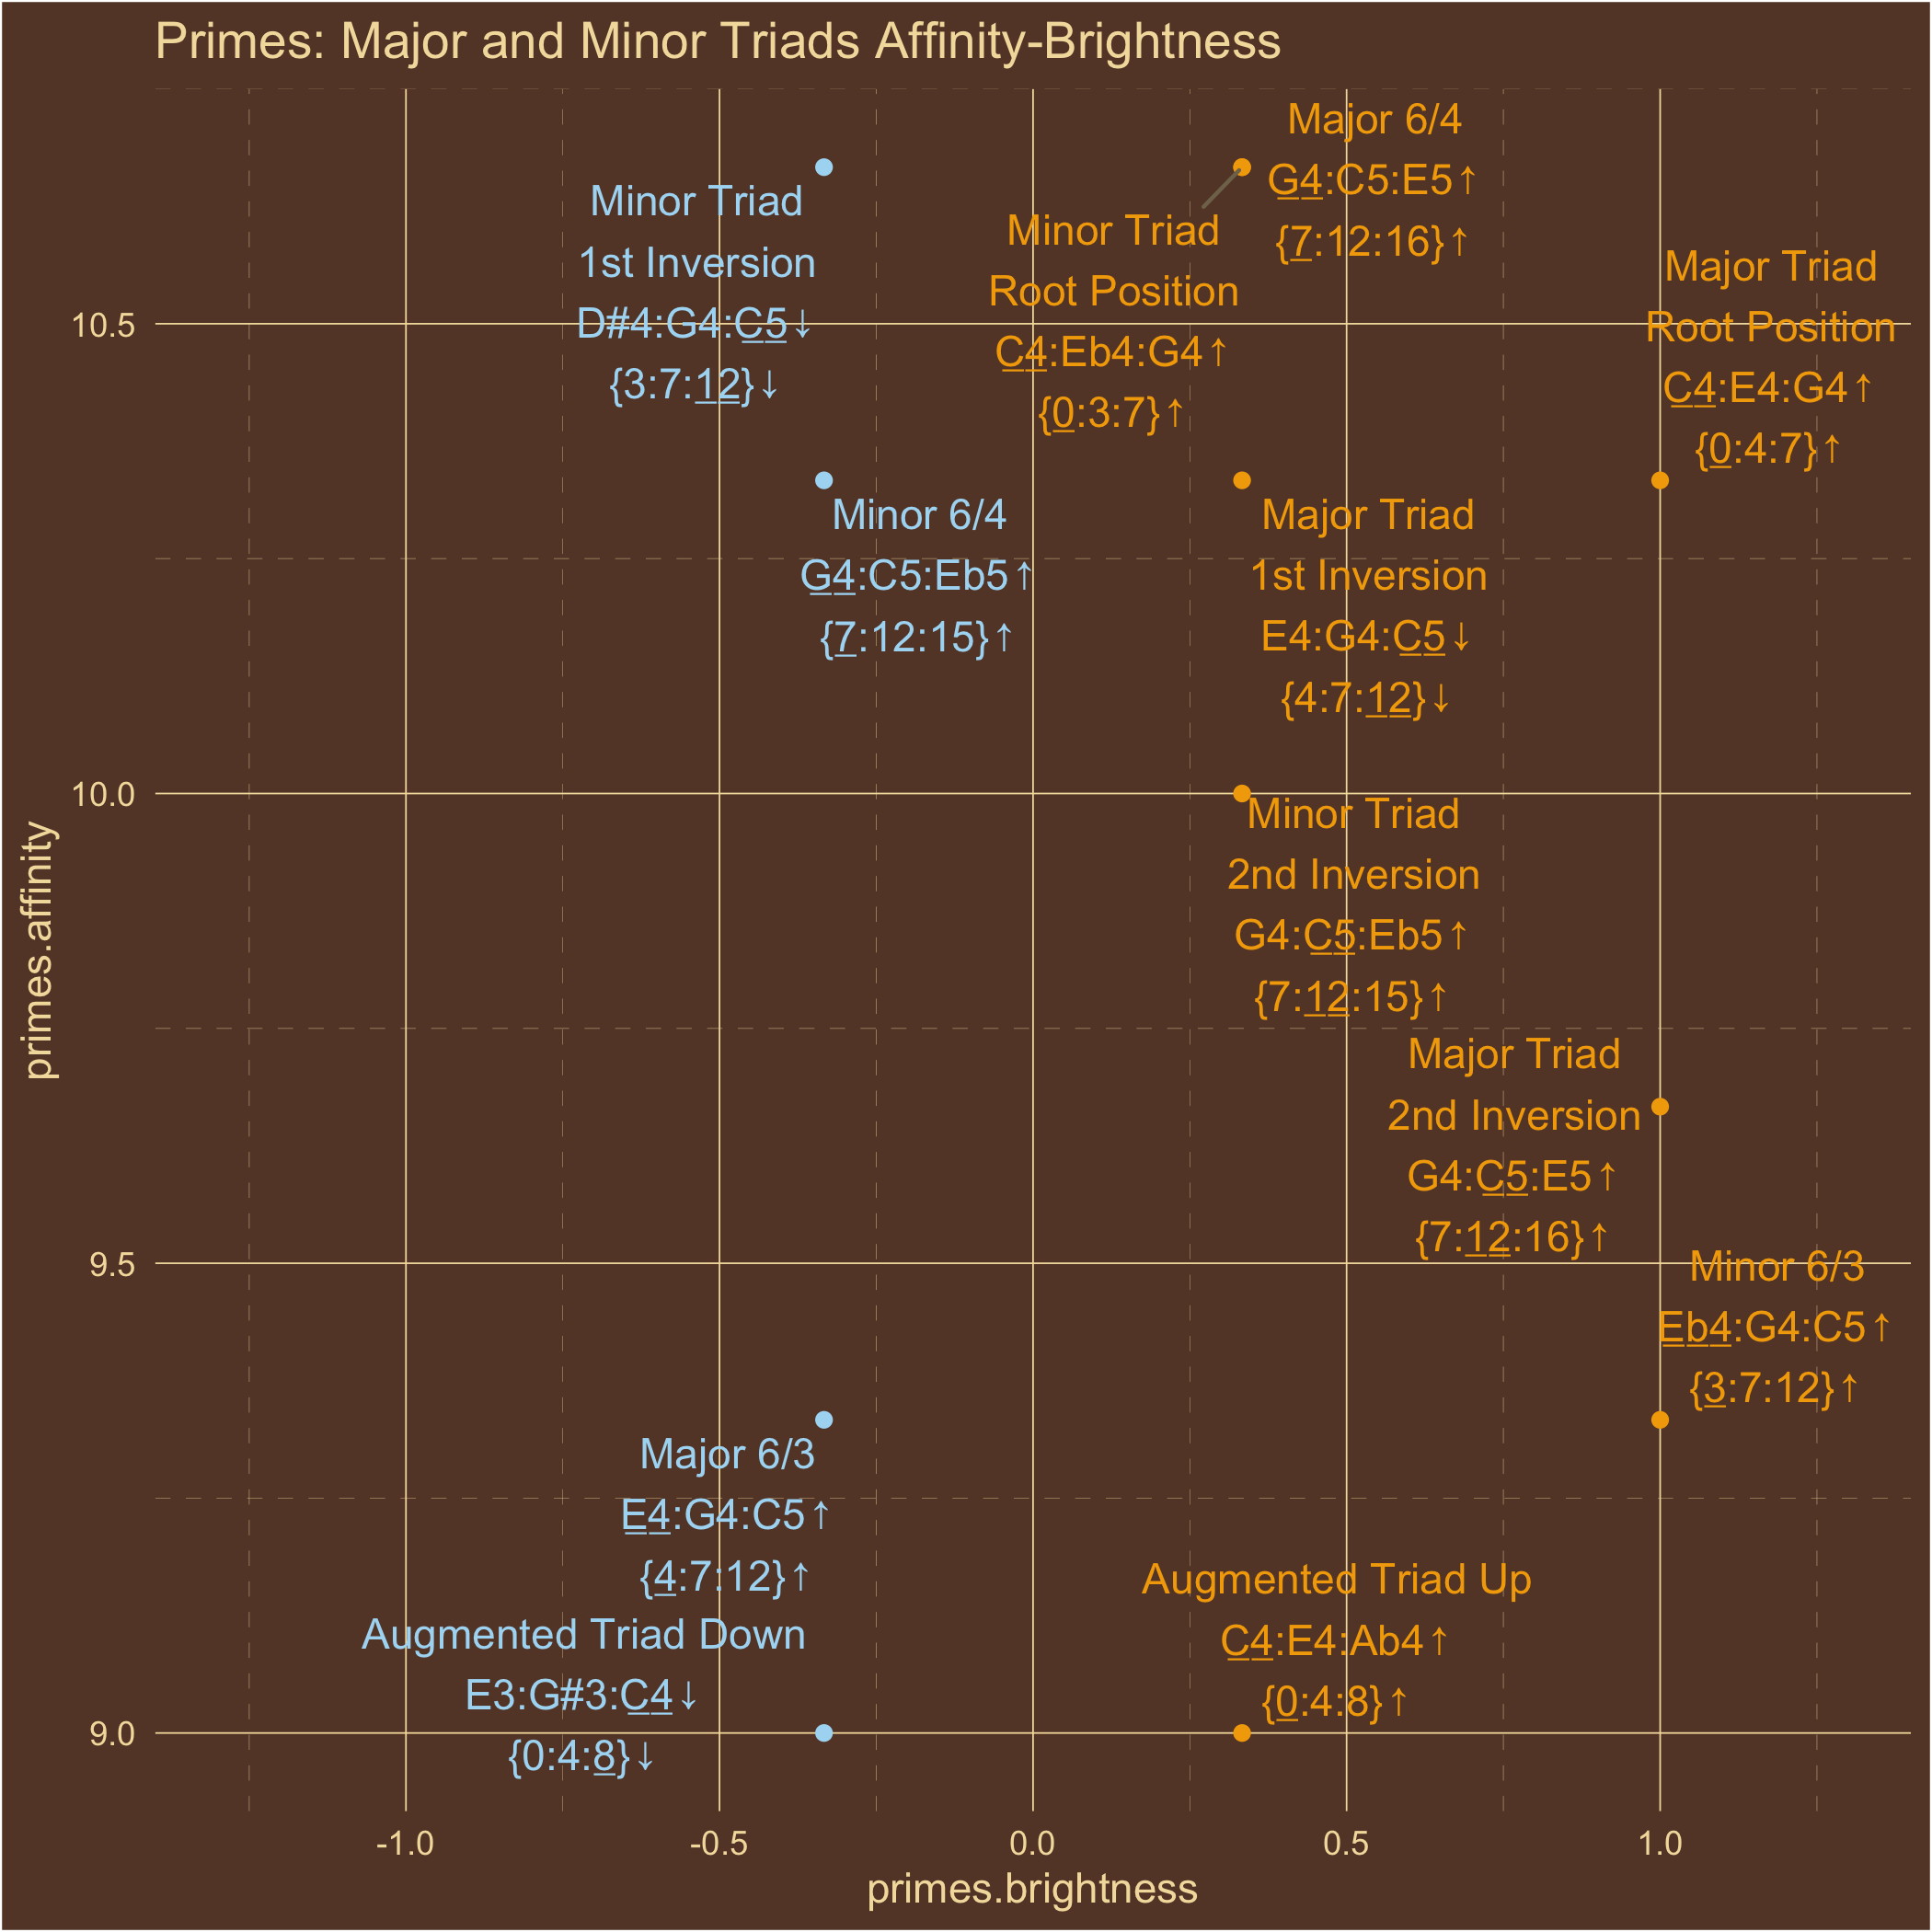 Primes: Major and Minor Triads Affinity-Brightness
Major 6/4
G4:C5:E5↑
{7:12:16}↑
Minor Triad
1st Inversion
D#4:G4:C5↓
{3:7:12}↓
Minor Triad
Root Position
C4:Eb4:G4↑
{0:3:7}↑
Major Triad
Root Position
C4:E4:G4↑
{0:4:7}↑
Minor 6/4
G4:C5:Eb5↑
{7:12:15}↑
Major Triad
1st Inversion
E4:G4:C5↓
{4:7:12}↓
Minor Triad
2nd Inversion
G4:C5:Eb5↑
{7:12:15}↑
Major Triad
2nd Inversion
G4:C5:E5↑
{7:12:16}↑
Minor 6/3
Eb4:G4:C5↑
{3:7:12}↑
Major 6/3
E4:G4:C5↑
{4:7:12}↑
Augmented Triad Up
C4:E4:Ab4↑
{0:4:8}↑
Augmented Triad Down
E3:G#3:C4↓
{0:4:8}↓
10.5
10.0
9.5
9.0
primes.affinity
-1.0
-0.5
0.0
0.5
1.0
primes.brightness